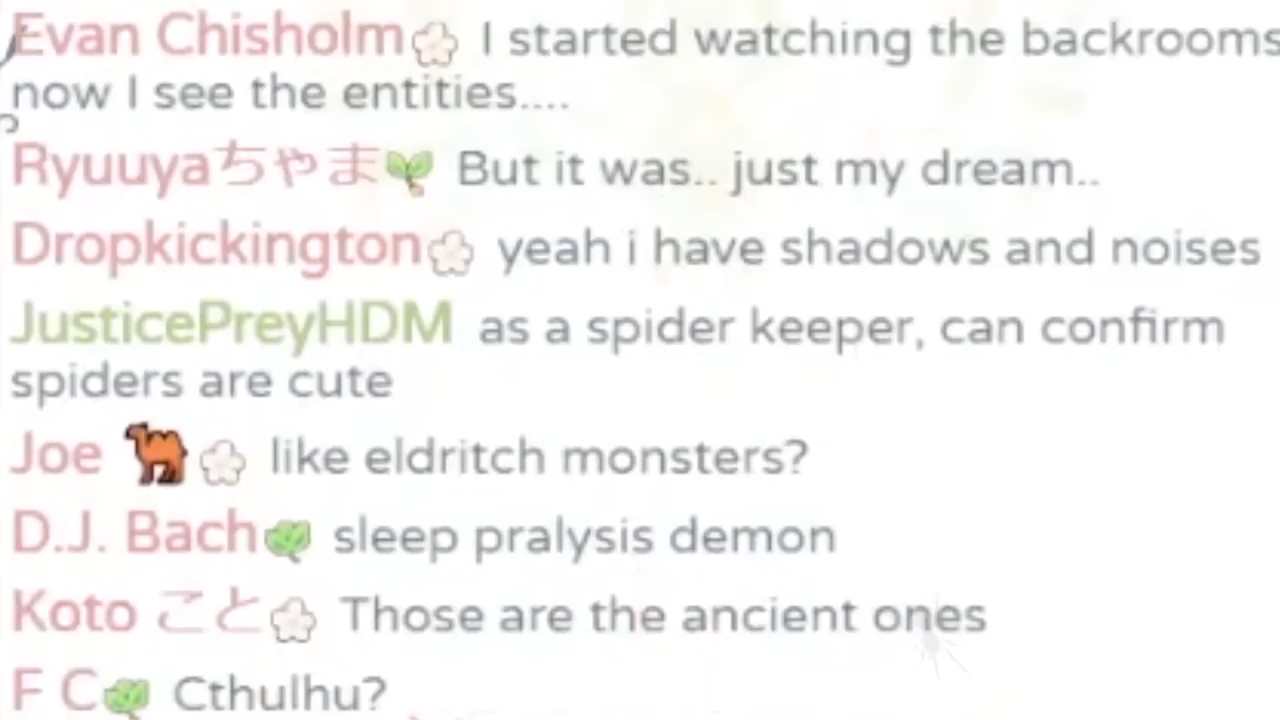 Evan Chisholm I started watching the backrooms
now I see the entities....
Ryuuyaちゃま But it was.. just my dream..
Dropkickington yeah i have shadows and noises
JusticePreyHDM as a spider keeper, can confirm
spiders are cute
Joe 🐫 like eldritch monsters?
D.J. Bach sleep pralysis demon
Koto こと Those are the ancient ones
F C Cthulhu?